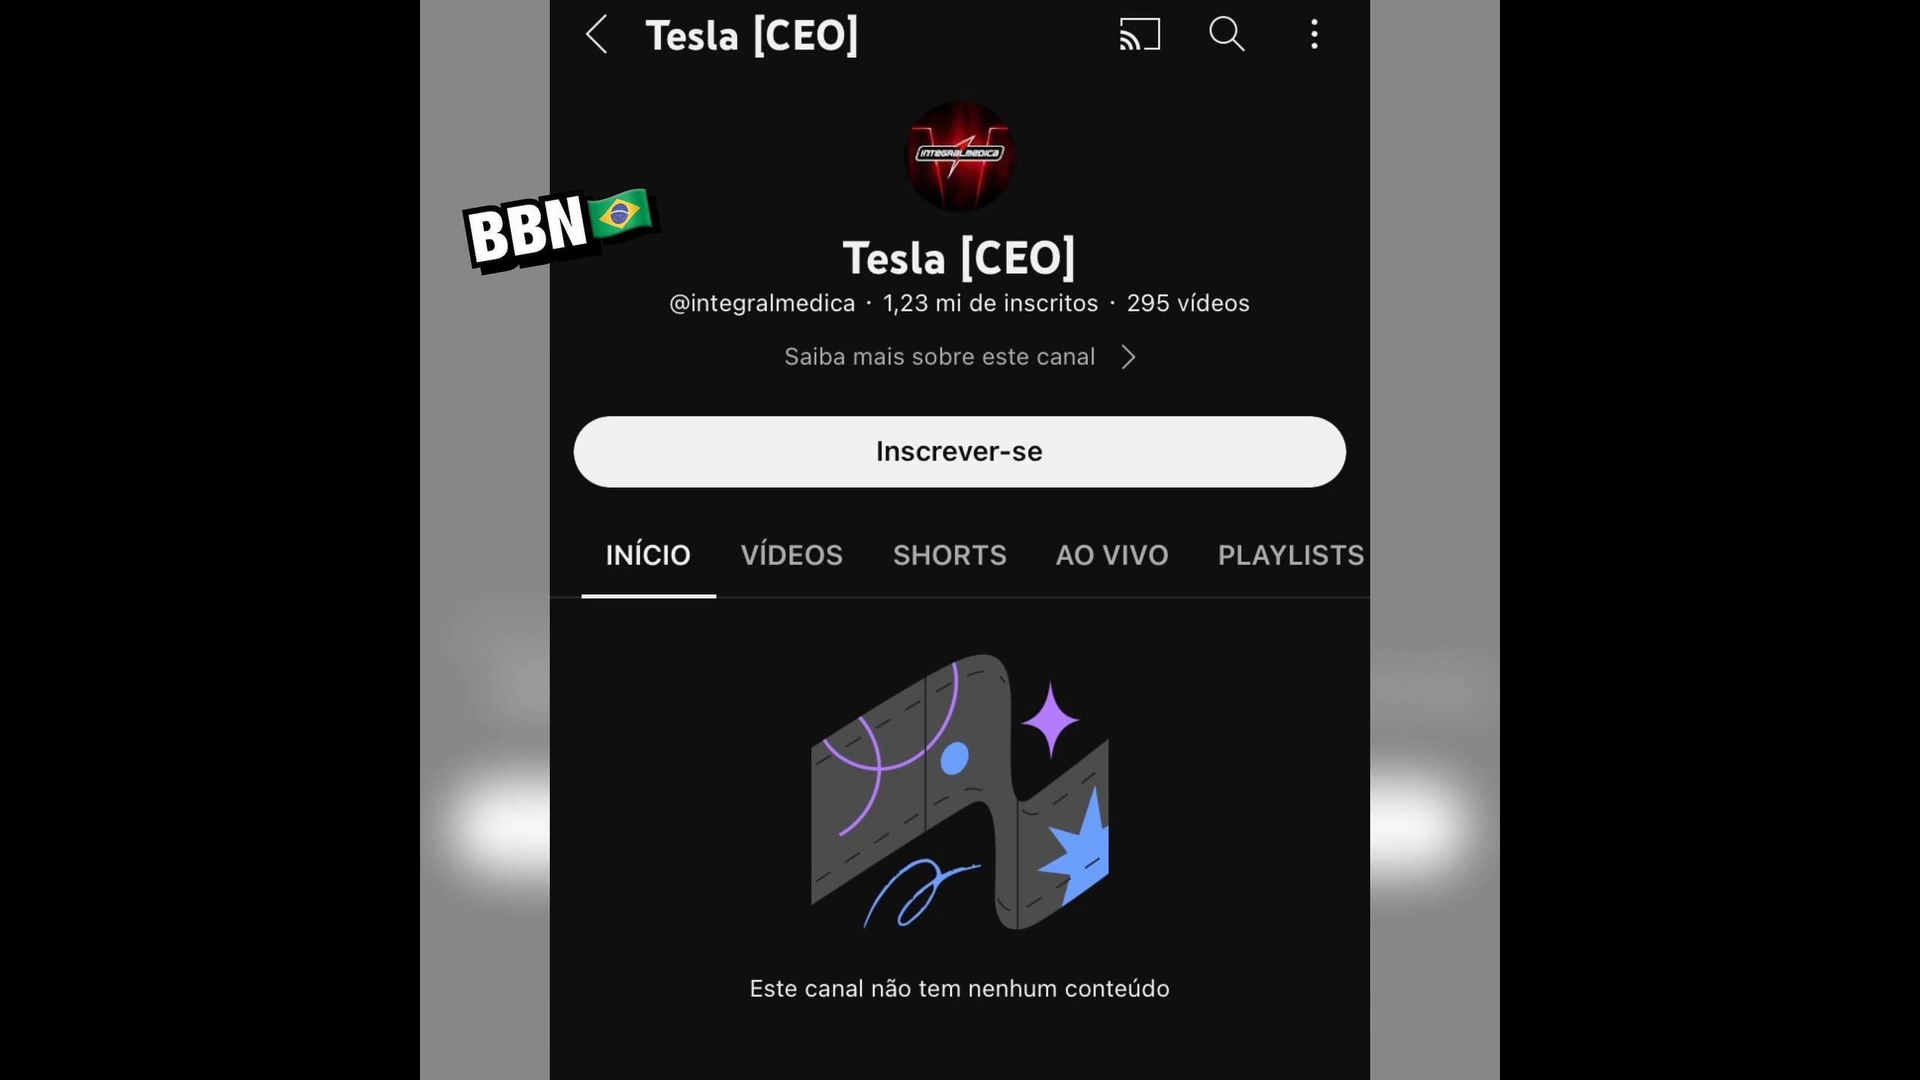 Tesla [CEO]
INTEGRALMEDICA
BBN
Tesla [CEO]
@integralmedica · 1,23 mi de inscritos · 295 vídeos
Saiba mais sobre este canal
Inscrever-se
INÍCIO VÍDEOS SHORTS AO VIVO PLAYLISTS
Este canal não tem nenhum conteúdo